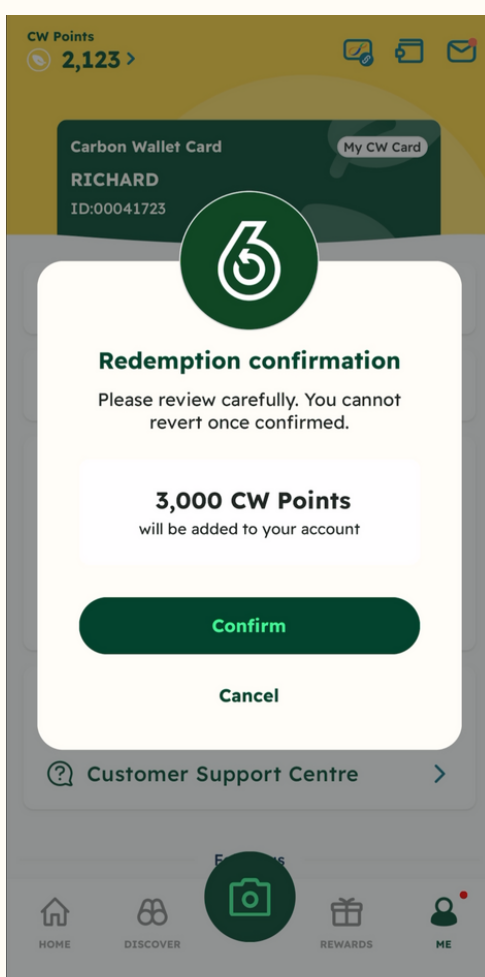 CW Points
2,123 >
Carbon Wallet Card
My CW Card
RICHARD
ID:00041723
Redemption confirmation
Please review carefully. You cannot
revert once confirmed.
3,000 CW Points
will be added to your account
Confirm
Cancel
Customer Support Centre
HOME
DISCOVER
REWARDS
ME